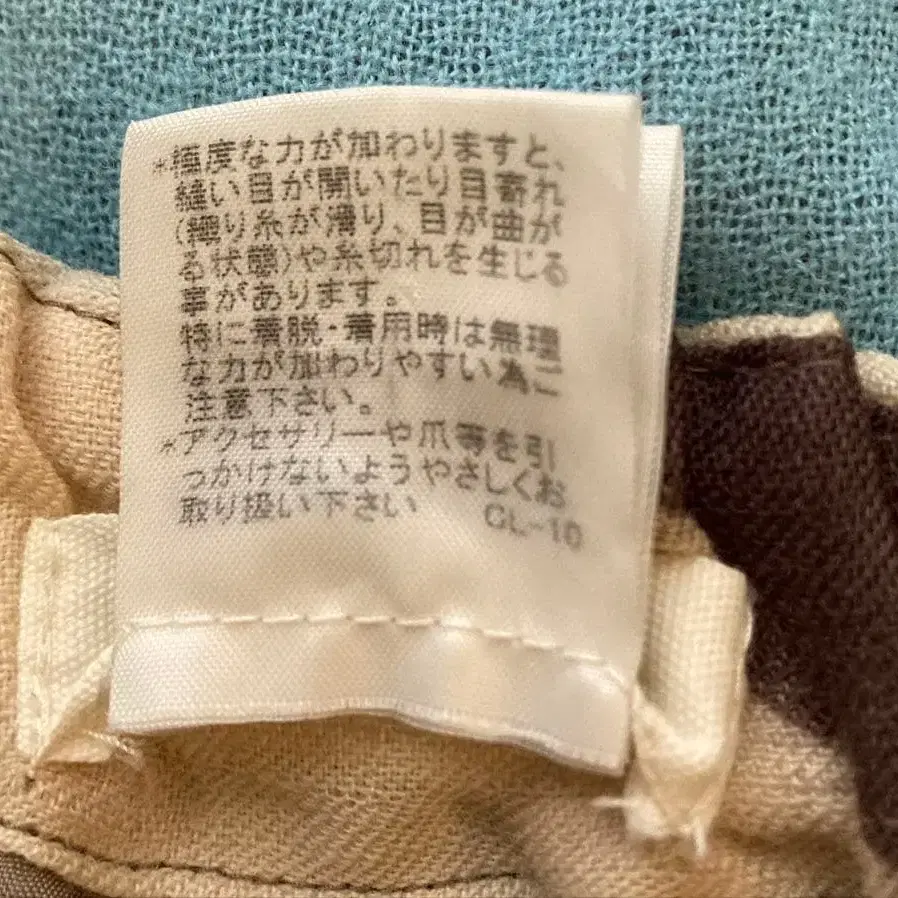 *極度な力が加わりますと、
縫い目が開いたり目寄れ
(織り糸が滑り、目が曲が
る状態)や糸切れを生じる
事があります。
特に着脱・着用時は無理
な力が加わりやすい為ご
注意下さい。
*アクセサリーや爪等を引
っかけないようやさしくお
取り扱い下さい CL-10